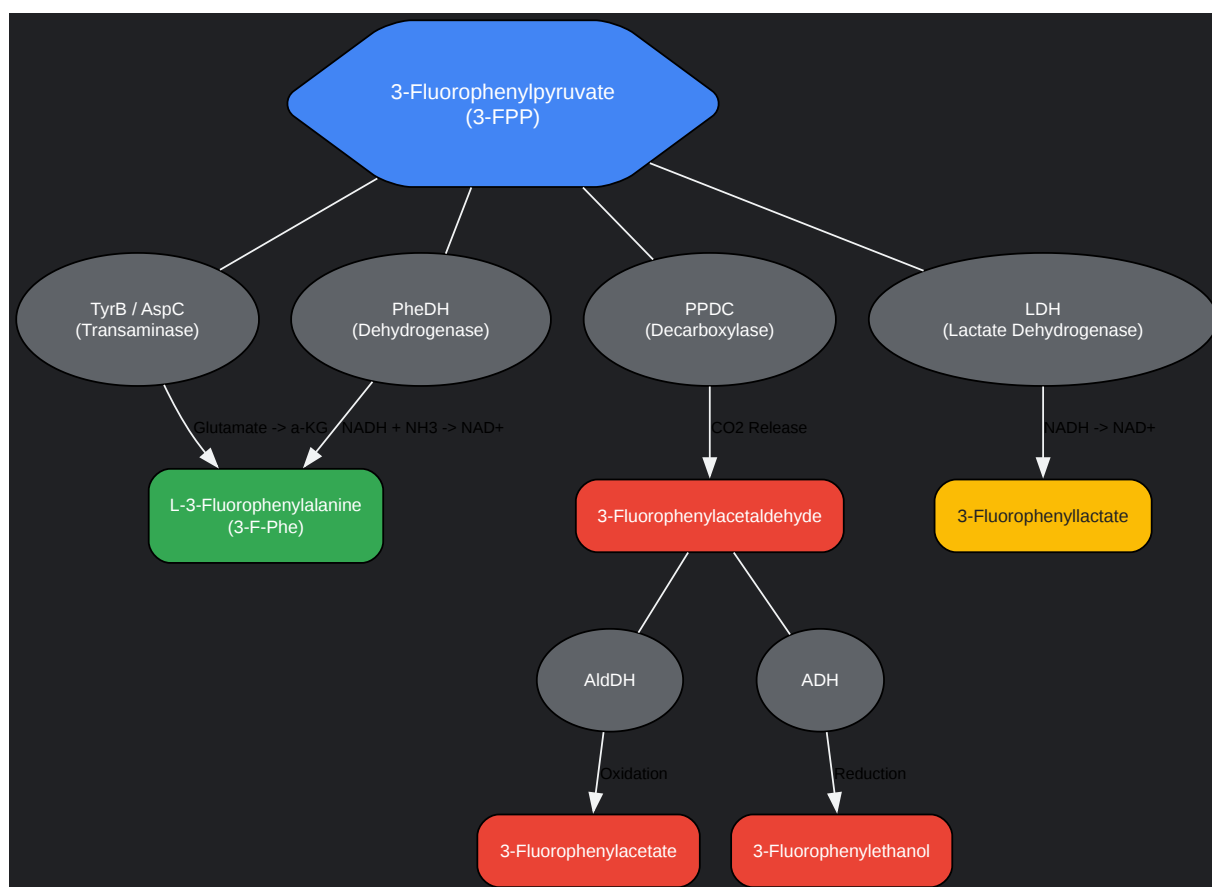 3-Fluorophenylpyruvate
(3-FPP)
TyrB / AspC
(Transaminase)
PheDH
(Dehydrogenase)
PPDC
(Decarboxylase)
LDH
(Lactate Dehydrogenase)
Glutamate -> a-KG
NADH + NH3 -> NAD+
CO2 Release
NADH -> NAD+
L-3-Fluorophenylalanine
(3-F-Phe)
3-Fluorophenylacetaldehyde
3-Fluorophenyllactate
AldDH
ADH
Oxidation
Reduction
3-Fluorophenylacetate
3-Fluorophenylethanol